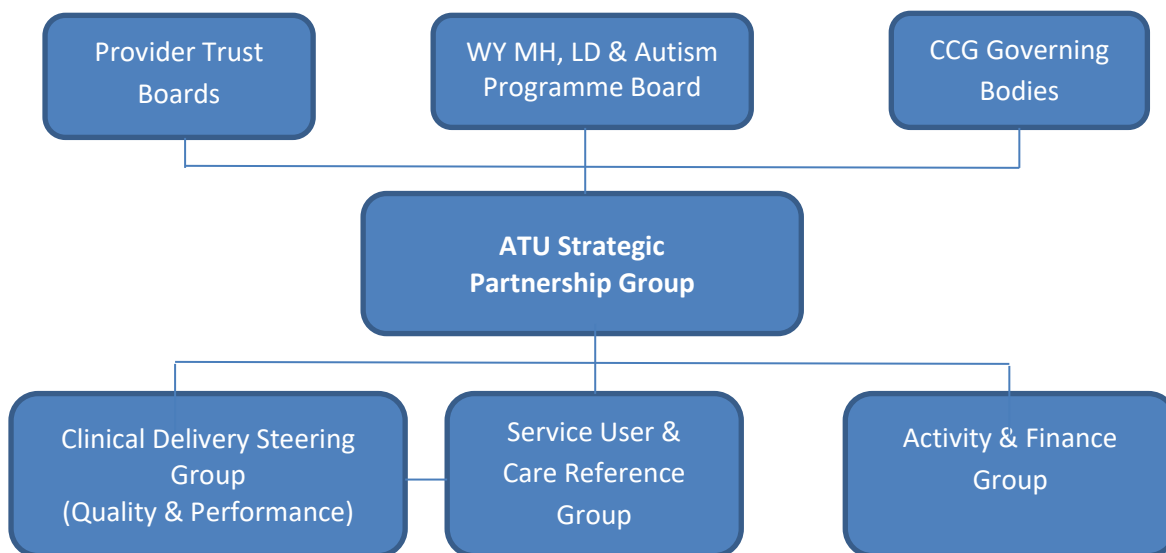 Provider Trust
Boards
WY MH, LD & Autism
Programme Board
CCG Governing
Bodies
ATU Strategic
Partnership Group
Clinical Delivery Steering
Group
(Quality & Performance)
Service User &
Care Reference
Group
Activity & Finance
Group